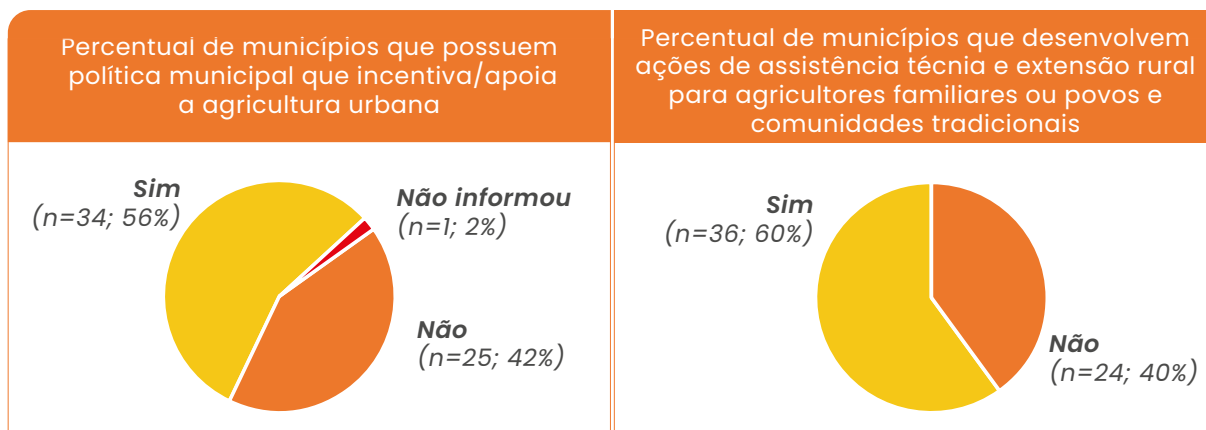 Percentual de municípios que possuem
política municipal que incentiva/apoia
a agricultura urbana
Sim
(n=34; 56%)
Não informou
(n=1; 2%)
Não
(n=25; 42%)
Percentual de municípios que desenvolvem
ações de assistência técnia e extensão rural
para agricultores familiares ou povos e
comunidades tradicionais
Sim
(n=36; 60%)
Não
(n=24; 40%)